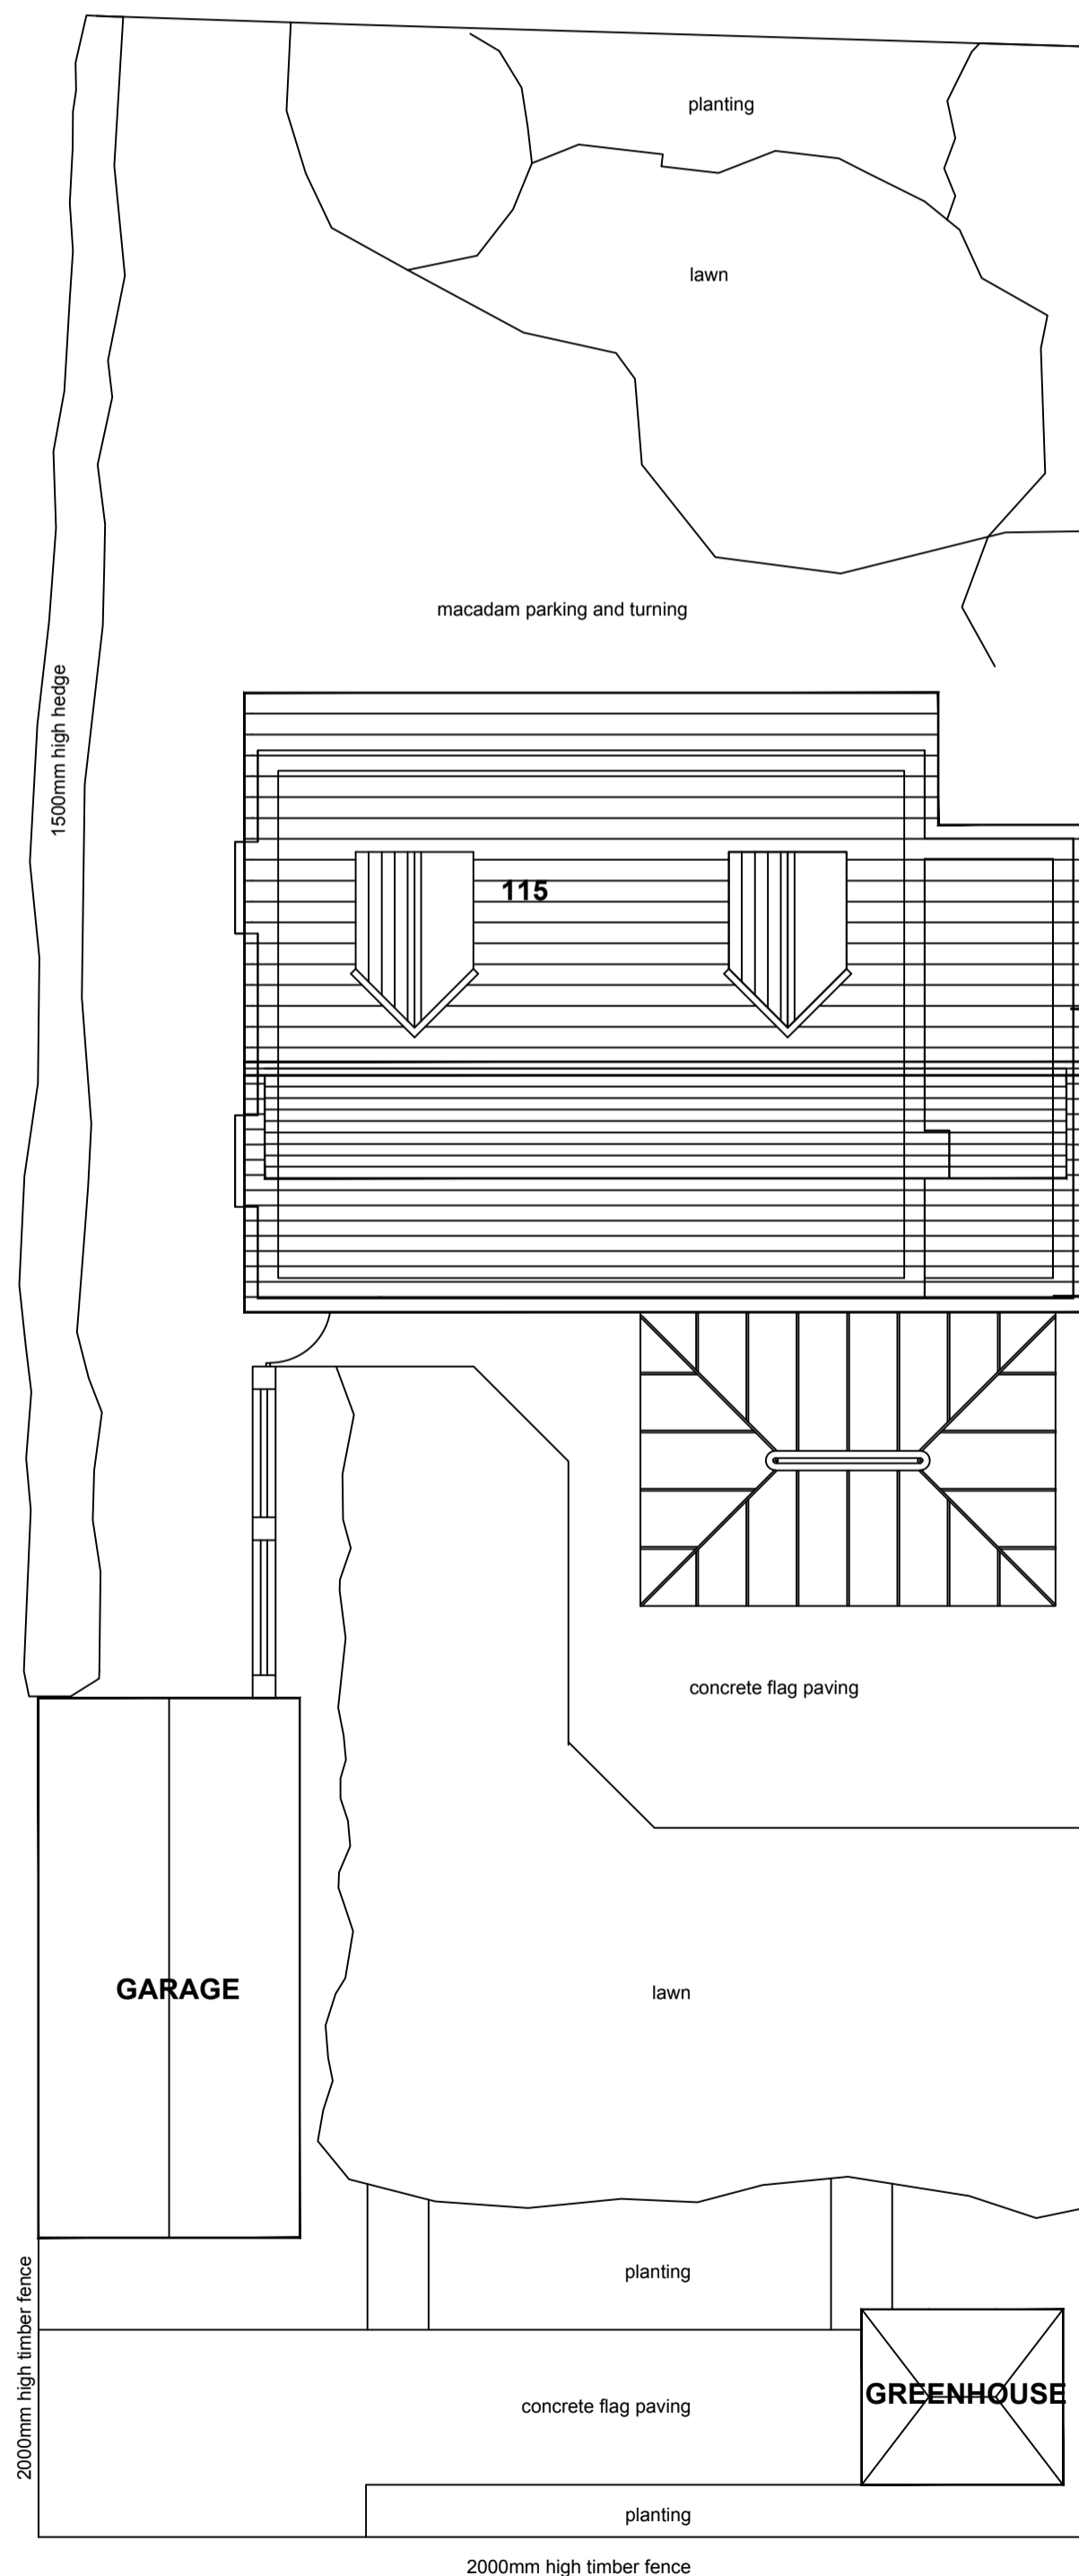 planting
lawn
macadam parking and turning
1500mm high hedge
115
concrete flag paving
GARAGE
lawn
planting
2000mm high timber fence
GREENHOUSE
concrete flag paving
planting
2000mm high timber fence